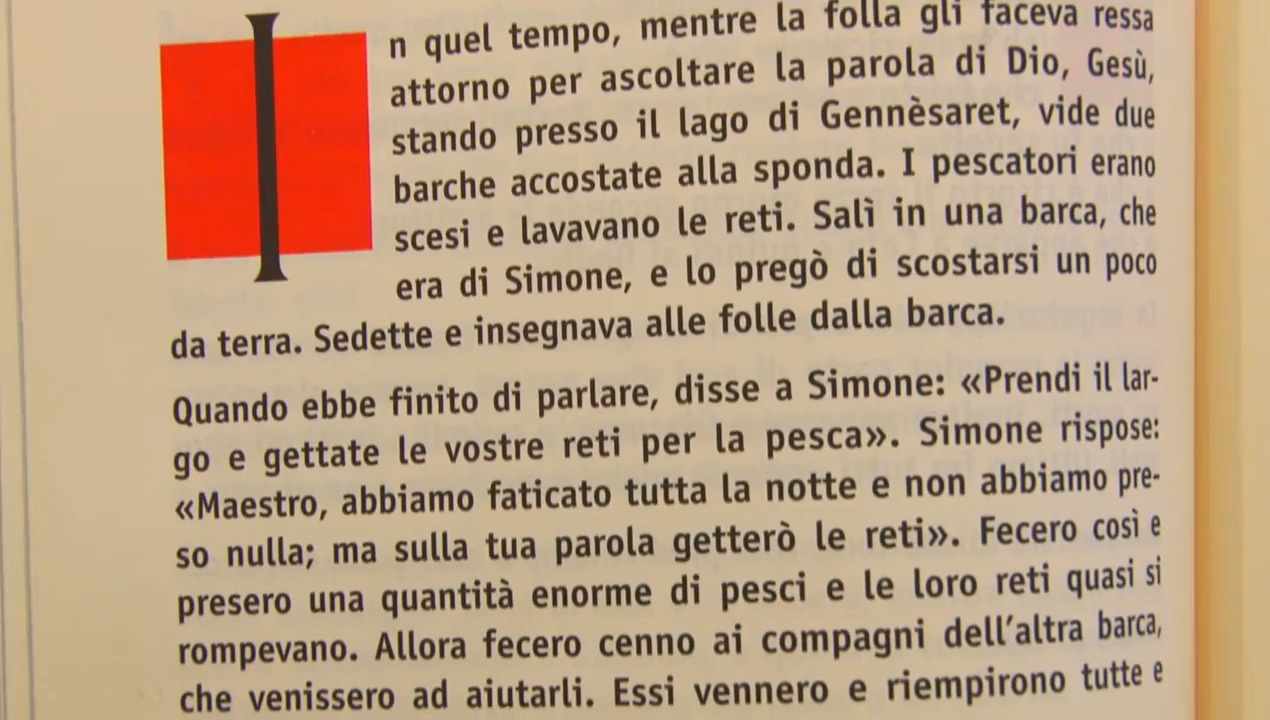 In quel tempo, mentre la folla gli faceva ressa
attorno per ascoltare la parola di Dio, Gesù,
stando presso il lago di Gennèsaret, vide due
barche accostate alla sponda. I pescatori erano
scesi e lavavano le reti. Salì in una barca, che
era di Simone, e lo pregò di scostarsi un poco
da terra. Sedette e insegnava alle folle dalla barca.
Quando ebbe finito di parlare, disse a Simone: «Prendi il lar-
go e gettate le vostre reti per la pesca». Simone rispose:
«Maestro, abbiamo faticato tutta la notte e non abbiamo pre-
so nulla; ma sulla tua parola getterò le reti». Fecero così e
presero una quantità enorme di pesci e le loro reti quasi si
rompevano. Allora fecero cenno ai compagni dell'altra barca,
che venissero ad aiutarli. Essi vennero e riempirono tutte e